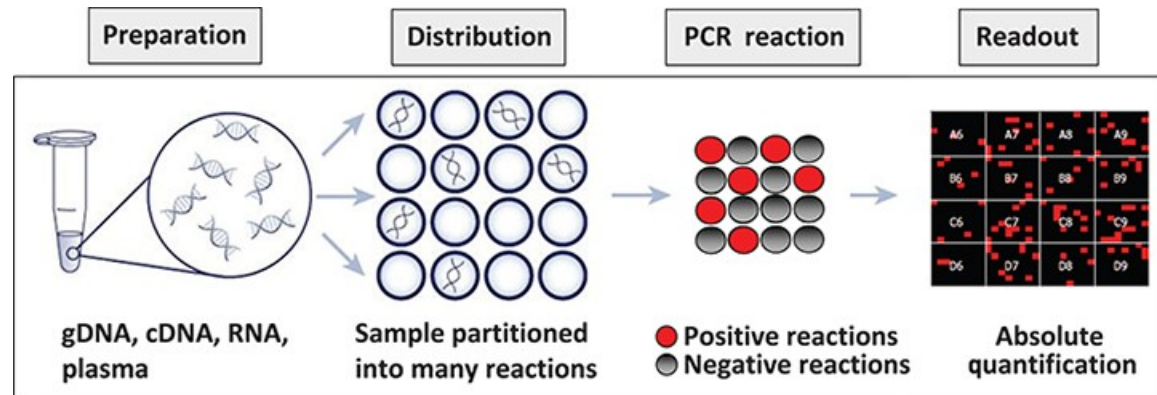 Preparation
Distribution
PCR reaction
Readout
A6
A7
A8
A9
B6
B7
B8
B9
C6
C7
C8
C9
D6
D7
D8
D9
gDNA, cDNA, RNA,
plasma
Sample partitioned
into many reactions
Positive reactions
Negative reactions
Absolute
quantification